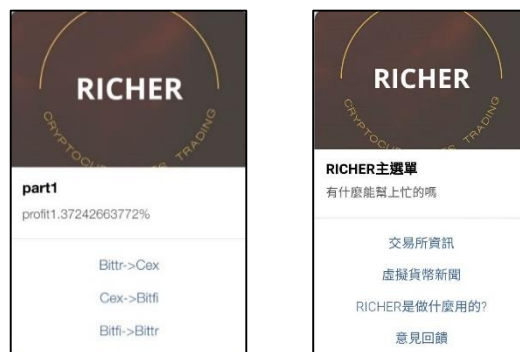 RICHER
CRYPTOCURRENCIES TRADING
part1
profit1.37242663772%
Bittr->Cex
Cex->Bitfi
Bitfi->Bittr
RICHER
CRYPTOCURRENCIES TRADING
RICHER主選單
有什麼能幫上忙的嗎
交易所資訊
虛擬貨幣新聞
RICHER是做什麼用的?
意見回饋